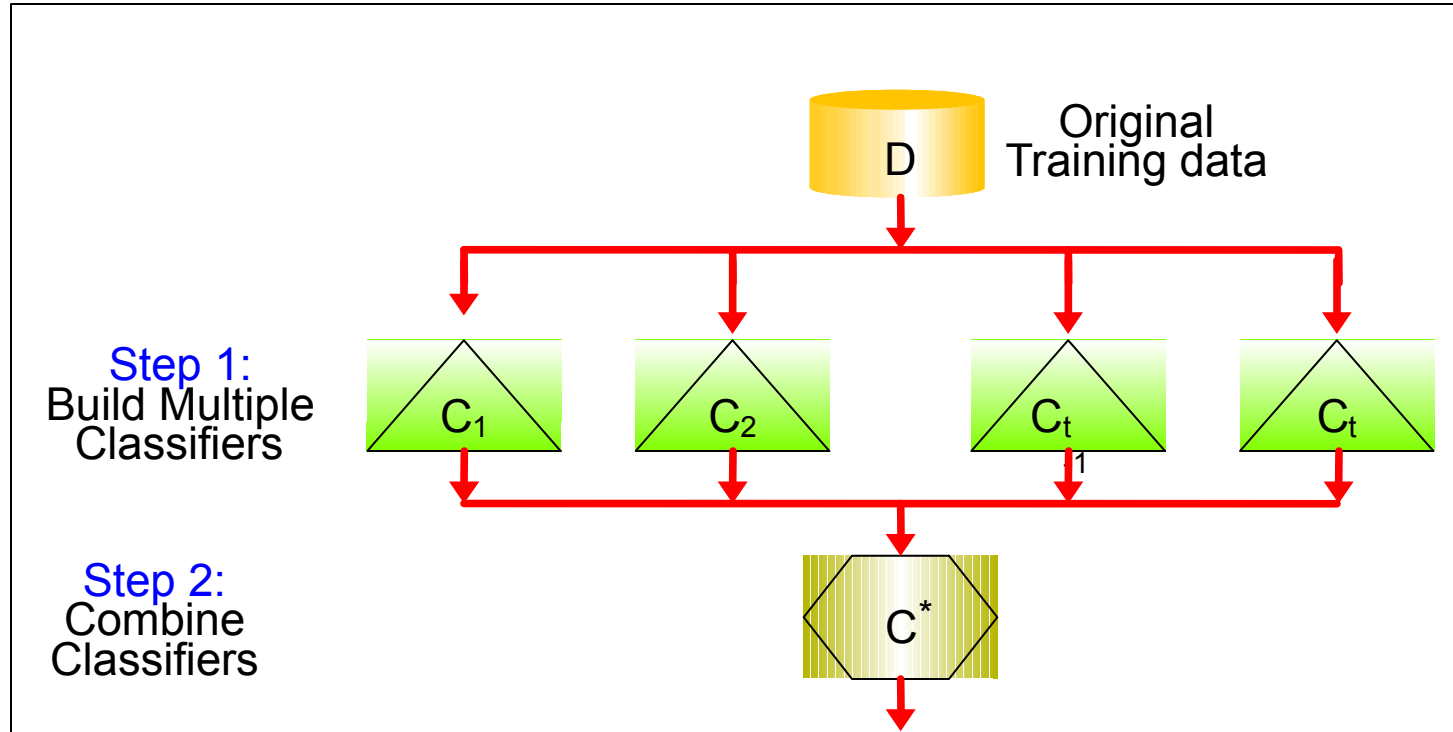 D
Original
Training data
Step 1:
Build Multiple
Classifiers
C1
C2
Ct
-1
Ct
Step 2:
Combine
Classifiers
C*